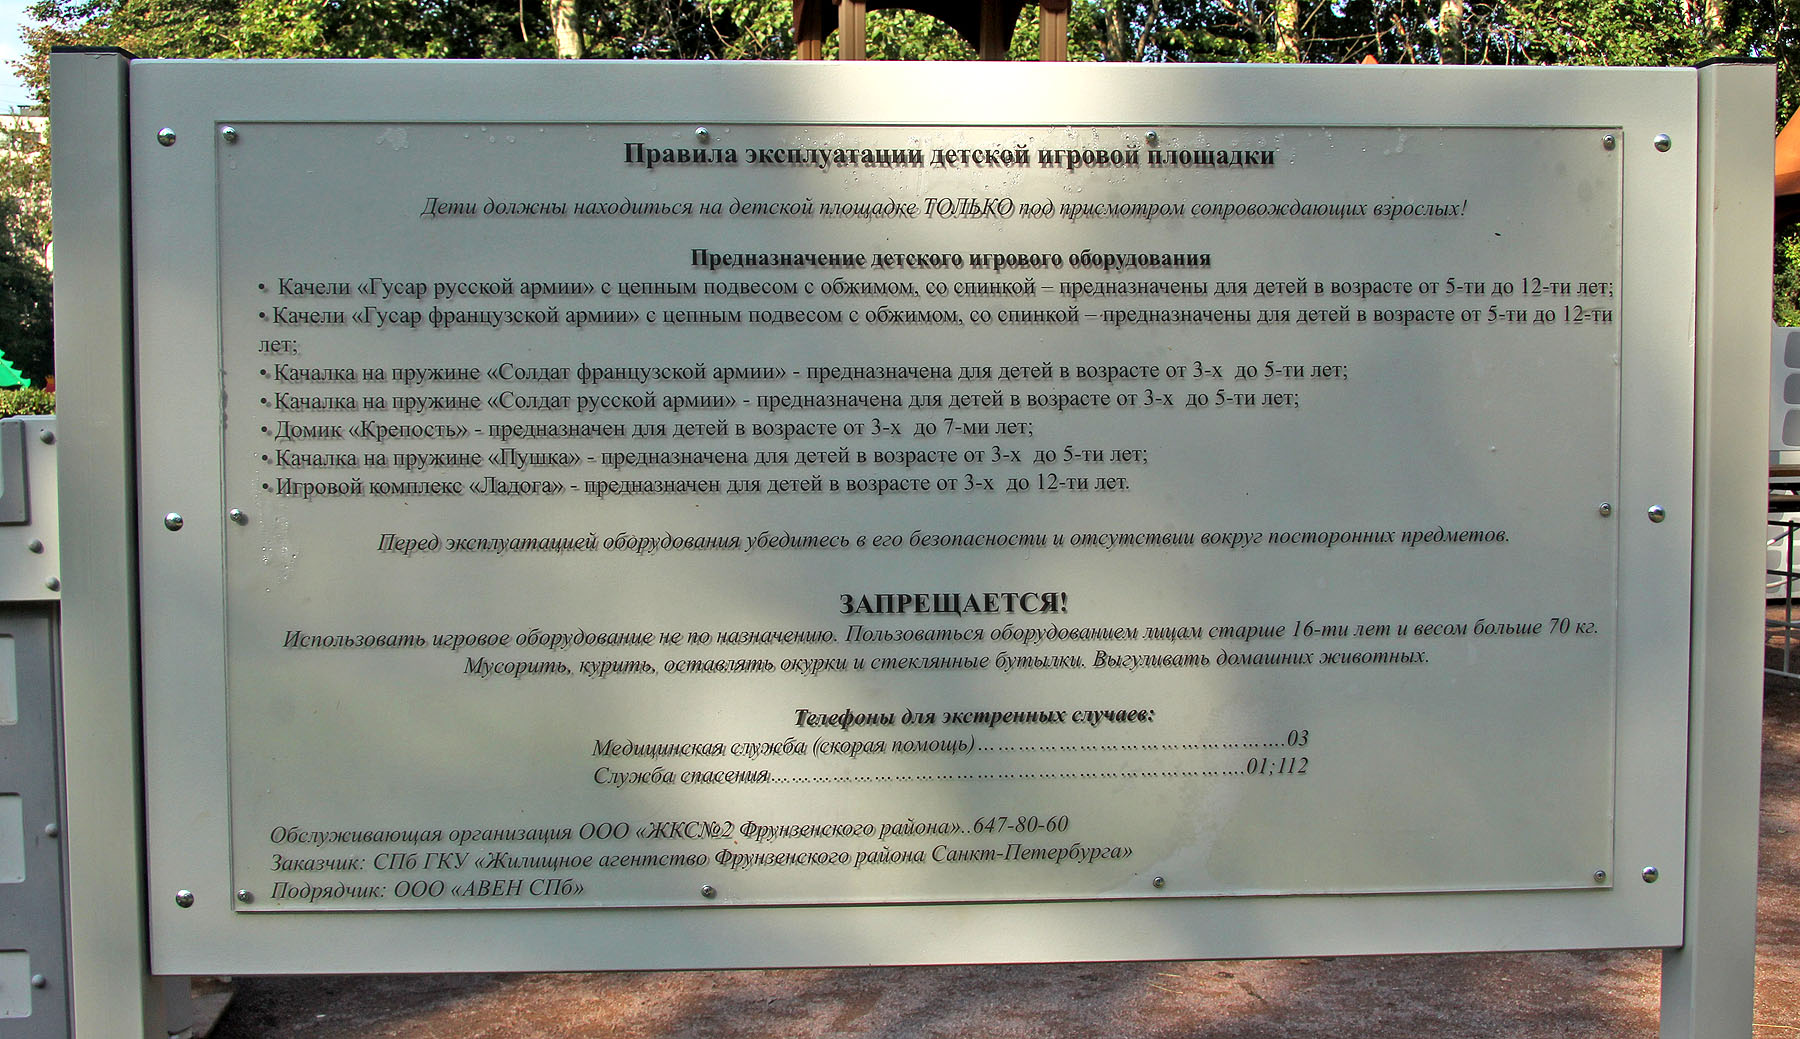 Правила эксплуатации детской игровой площадки
Дети должны находиться на детской площадке ТОЛЬКО под присмотром сопровождающих взрослых!
Предназначение детского игрового оборудования
• Качели «Гусар русской армии» с цепным подвесом с обжимом, со спинкой – предназначены для детей в возрасте от 5-ти до 12-ти лет;
• Качели «Гусар французской армии» с цепным подвесом с обжимом, со спинкой – предназначены для детей в возрасте от 5-ти до 12-ти
лет;
• Качалка на пружине «Солдат французской армии» - предназначена для детей в возрасте от 3-х до 5-ти лет;
• Качалка на пружине «Солдат русской армии» - предназначена для детей в возрасте от 3-х до 5-ти лет;
• Домик «Крепость» - предназначен для детей в возрасте от 3-х до 7-ми лет;
• Качалка на пружине «Пушка» - предназначена для детей в возрасте от 3-х до 5-ти лет;
• Игровой комплекс «Ладога» - предназначен для детей в возрасте от 3-х до 12-ти лет.
Перед эксплуатацией оборудования убедитесь в его безопасности и отсутствии вокруг посторонних предметов.
ЗАПРЕЩАЕТСЯ!
Использовать игровое оборудование не по назначению. Пользоваться оборудованием лицам старше 16-ти лет и весом больше 70 кг.
Мусорить, курить, оставлять окурки и стеклянные бутылки. Выгуливать домашних животных.
Телефоны для экстренных случаев:
Медицинская служба (скорая помощь)……………………………………….03
Служба спасения…………………………………………………………….01;112
Обслуживающая организация ООО «ЖКС№2 Фрунзенского района»..647-80-60
Заказчик: СПб ГКУ «Жилищное агентство Фрунзенского района Санкт-Петербурга»
Подрядчик: ООО «АВЕН СПб»